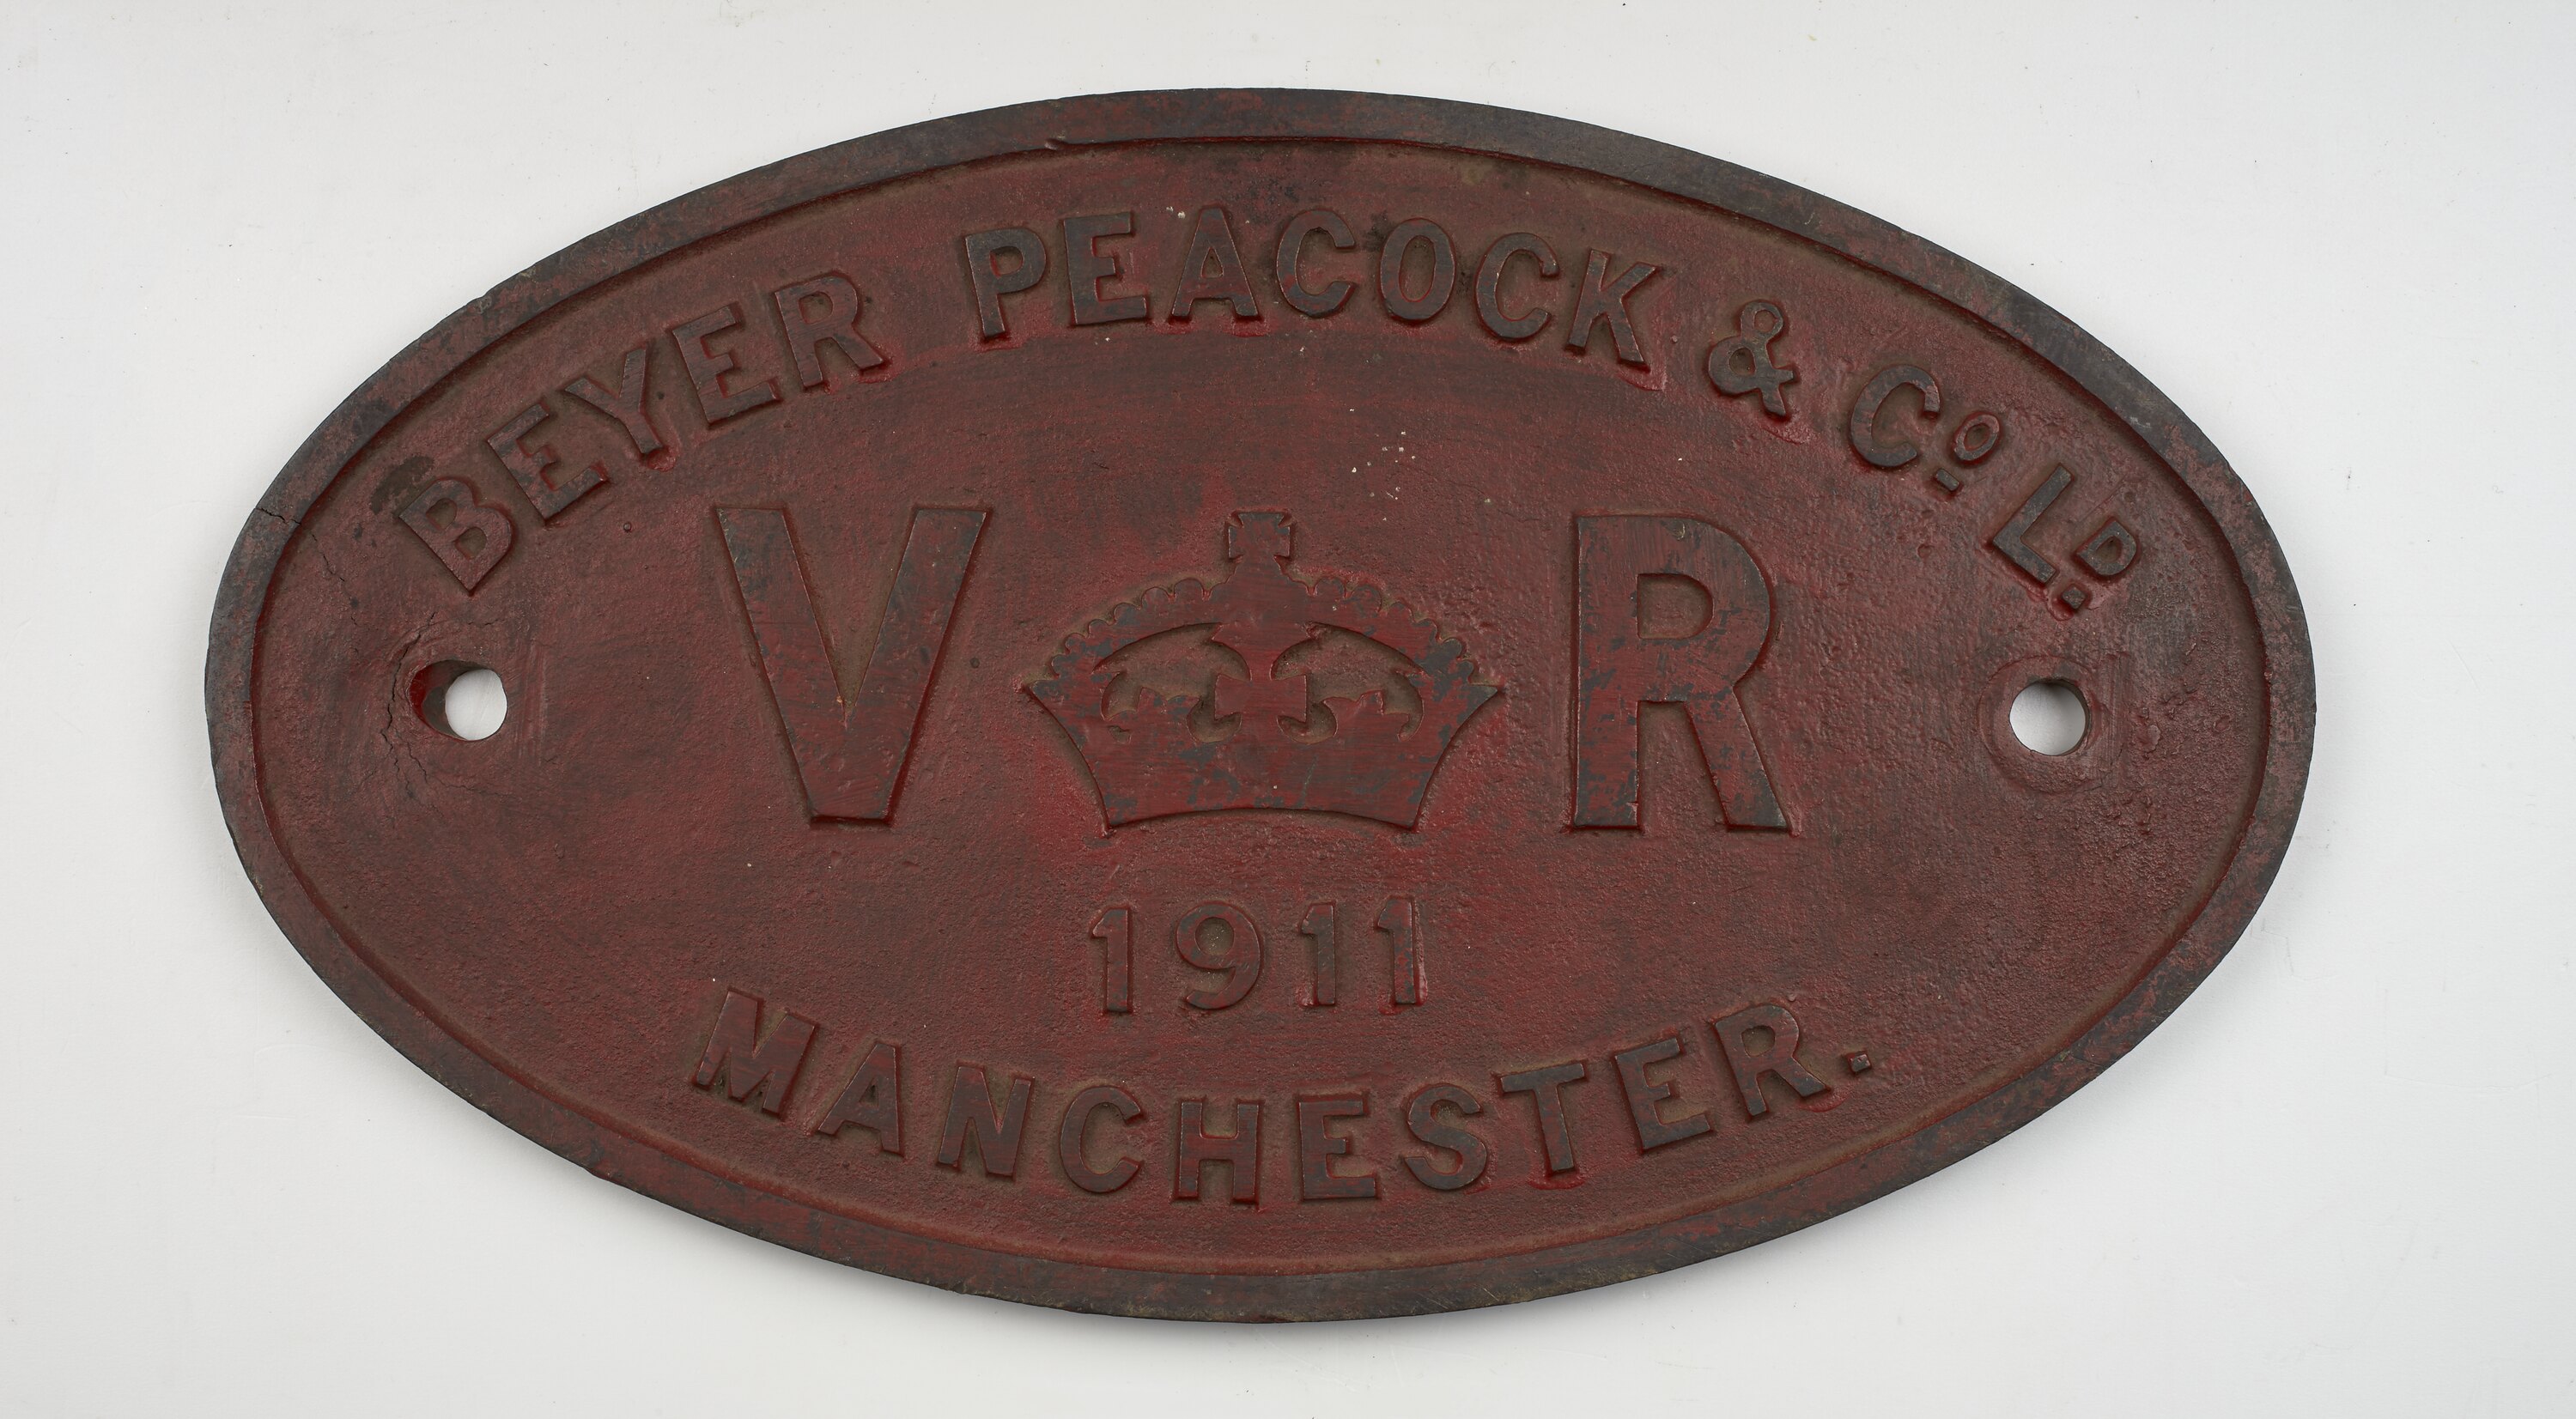 BEYER PEACOCK & Cº Lᴰ.
V R
1911
MANCHESTER.